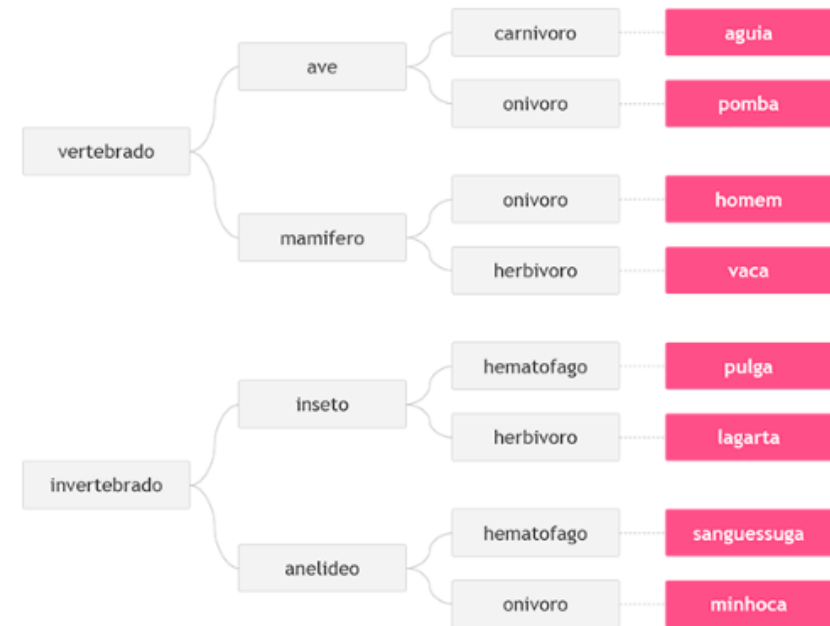 carnivoro aguia
ave
onivoro pomba
vertebrado
onivoro homem
mamifero
herbivoro vaca
hematofago pulga
inseto
herbivoro lagarta
invertebrado
hematofago sanguessuga
anelideo
onivoro minhoca